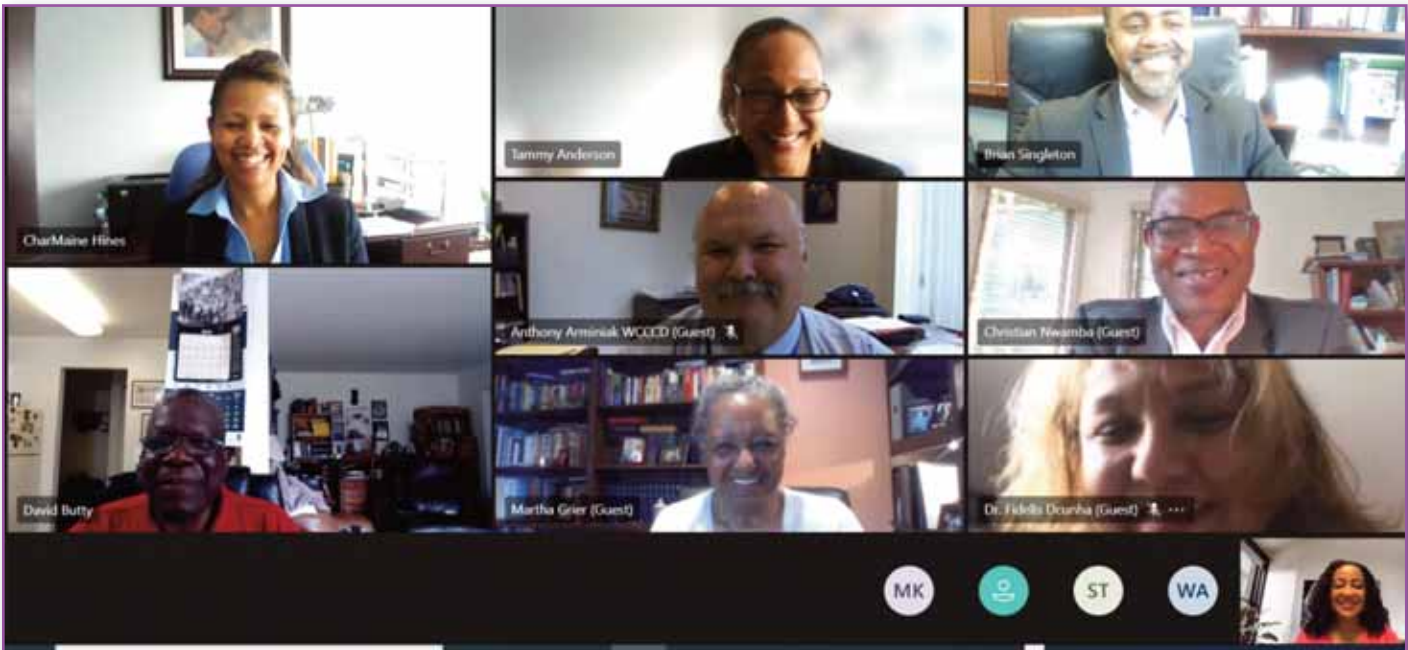 CharMaine Hines
Tammy Anderson
Brian Singleton
Anthony Arminiak WCCCD (Guest)
Christian Nwamba (Guest)
David Butty
Martha Grier (Guest)
Dr. Fidelis Dcunha (Guest)
MK
ST
WA